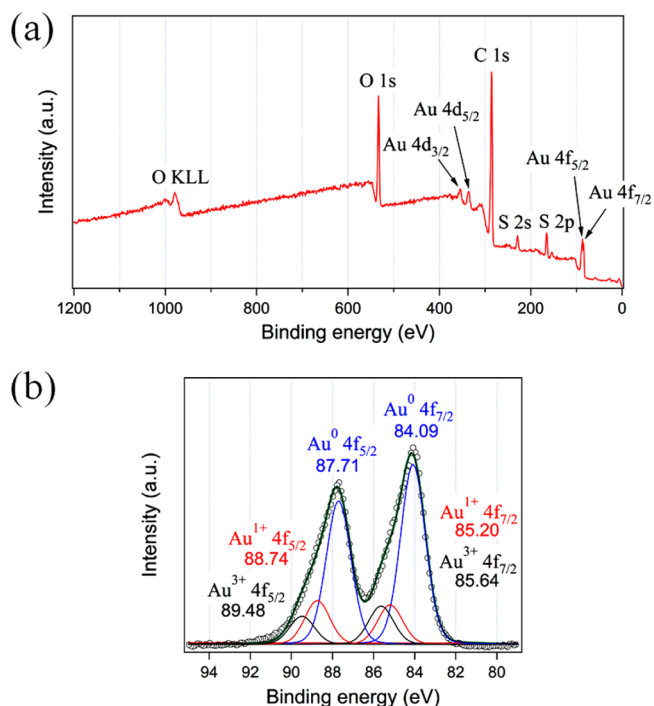 (a)
Intensity (a.u.)
O KLL
O 1s
Au 4d3/2
Au 4d5/2
C 1s
S 2s
S 2p
Au 4f5/2
Au 4f7/2
1200 1000 800 600 400 200 0
Binding energy (eV)
(b)
Intensity (a.u.)
Au0 4f5/2
87.71
Au0 4f7/2
84.09
Au1+ 4f5/2
88.74
Au3+ 4f5/2
89.48
Au1+ 4f7/2
85.20
Au3+ 4f7/2
85.64
94 92 90 88 86 84 82 80
Binding energy (eV)